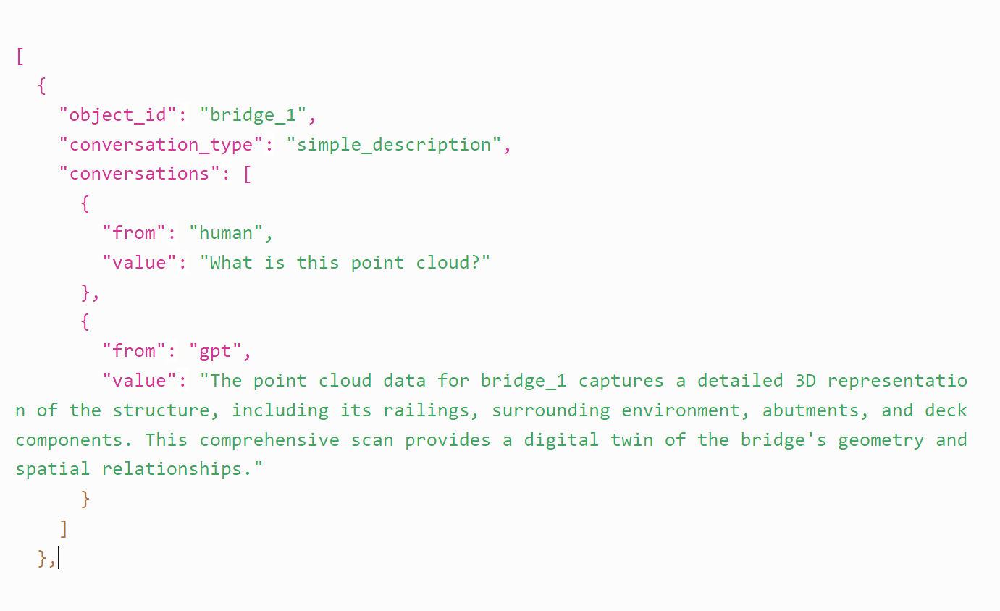 [
  {
    "object_id": "bridge_1",
    "conversation_type": "simple_description",
    "conversations": [
      {
        "from": "human",
        "value": "What is this point cloud?"
      },
      {
        "from": "gpt",
        "value": "The point cloud data for bridge_1 captures a detailed 3D representatio
n of the structure, including its railings, surrounding environment, abutments, and deck
components. This comprehensive scan provides a digital twin of the bridge's geometry and
spatial relationships."
      }
    ]
  },